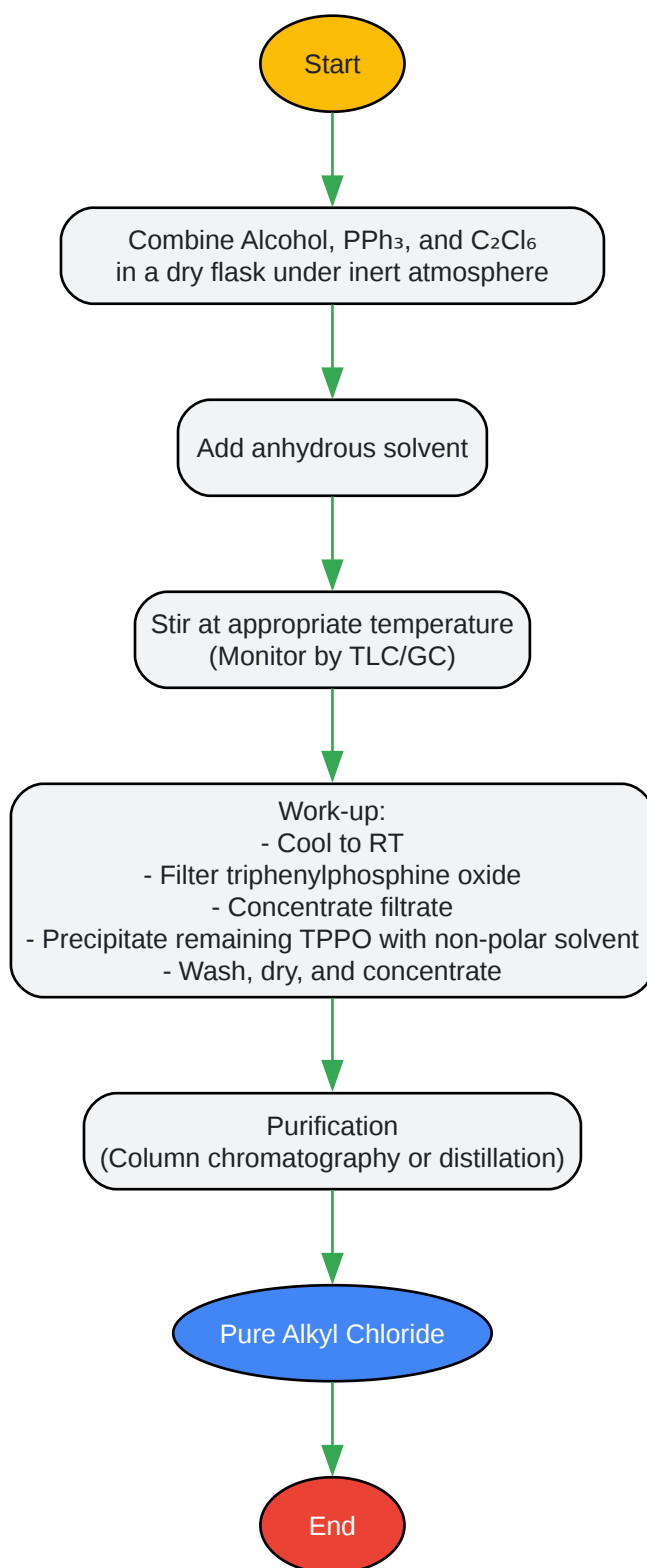 Start
Combine Alcohol, PPh₃, and C₂Cl₆
in a dry flask under inert atmosphere
Add anhydrous solvent
Stir at appropriate temperature
(Monitor by TLC/GC)
Work-up:
- Cool to RT
- Filter triphenylphosphine oxide
- Concentrate filtrate
- Precipitate remaining TPPO with non-polar solvent
- Wash, dry, and concentrate
Purification
(Column chromatography or distillation)
Pure Alkyl Chloride
End